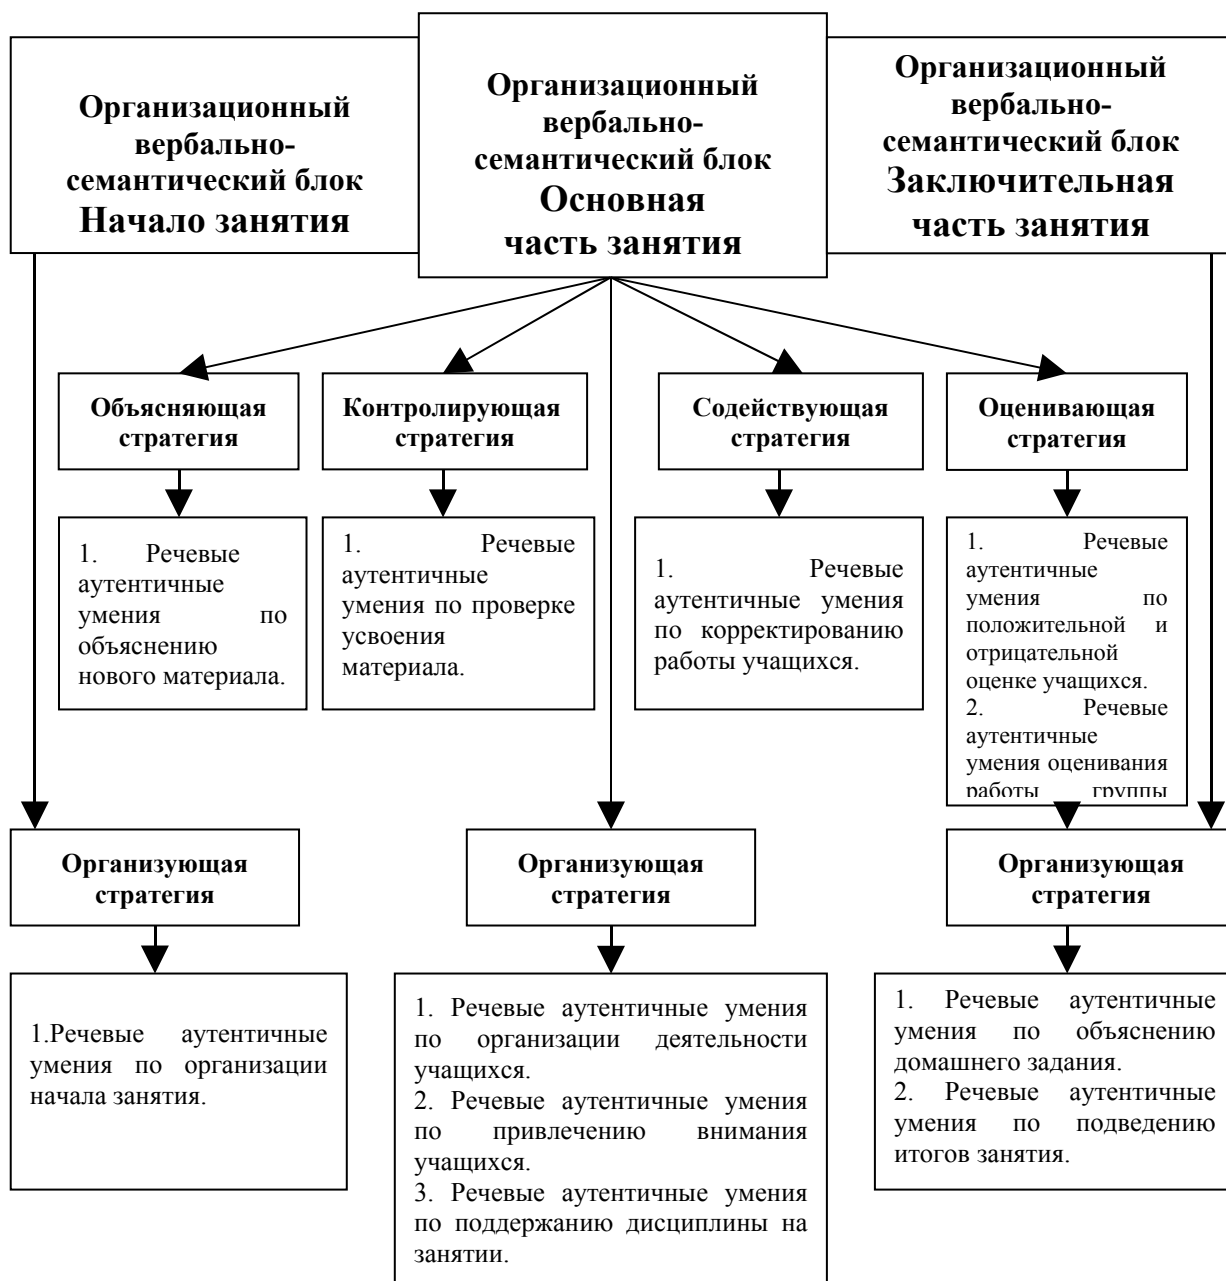 Организационный
вербально-
семантический блок
Начало занятия
Организационный
вербально-
семантический блок
Основная
часть занятия
Организационный
вербально-
семантический блок
Заключительная
часть занятия
Объясняющая
стратегия
Контролирующая
стратегия
Содействующая
стратегия
Оценивающая
стратегия
1. Речевые
аутентичные
умения по
объяснению
нового материала.
1. Речевые
аутентичные
умения по проверке
усвоения
материала.
1. Речевые
аутентичные умения
по корректированию
работы учащихся.
1. Речевые
аутентичные
умения по
положительной и
отрицательной
оценке учащихся.
2. Речевые
аутентичные
умения оценивания
работы группы
Организующая
стратегия
Организующая
стратегия
Организующая
стратегия
1.Речевые аутентичные
умения по организации
начала занятия.
1. Речевые аутентичные умения
по организации деятельности
учащихся.
2. Речевые аутентичные умения
по привлечению внимания
учащихся.
3. Речевые аутентичные умения
по поддержанию дисциплины на
занятии.
1. Речевые аутентичные
умения по объяснению
домашнего задания.
2. Речевые аутентичные
умения по подведению
итогов занятия.